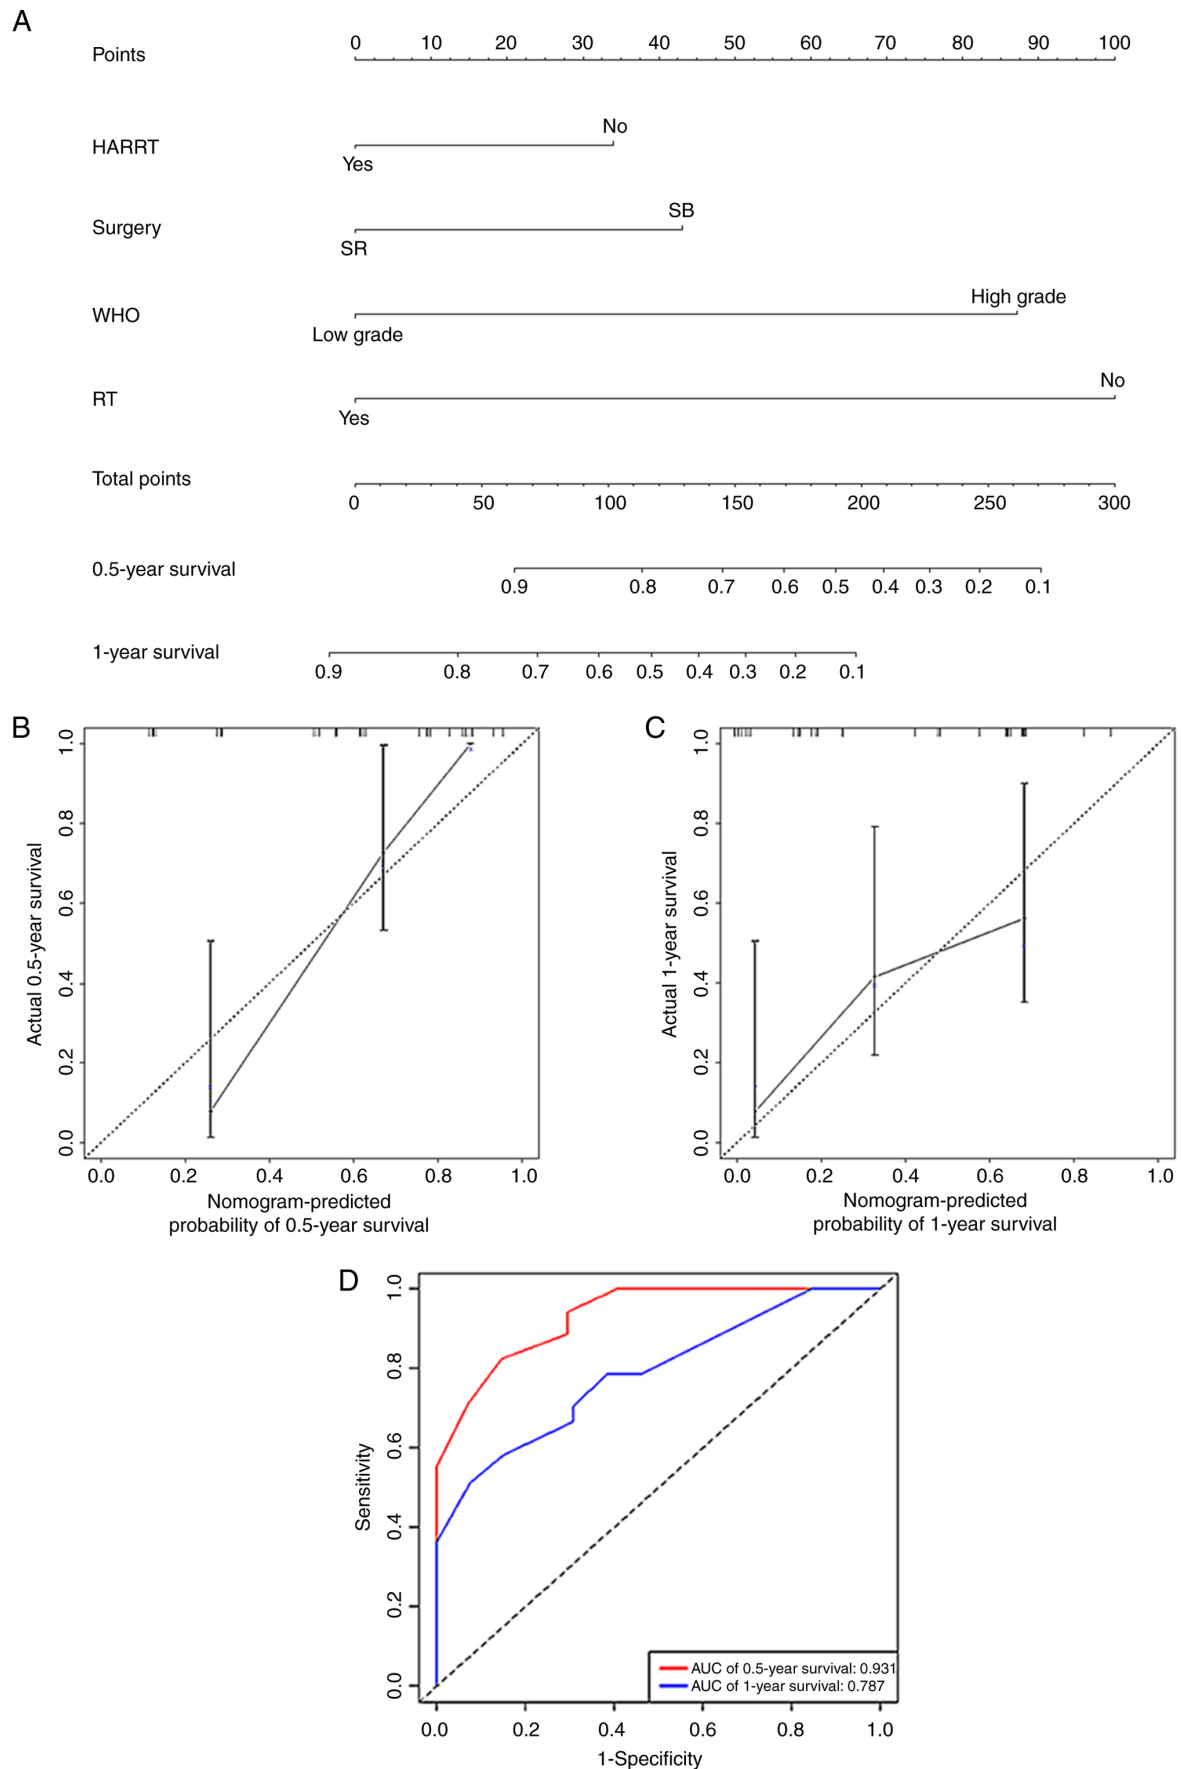 A
Points
0 10 20 30 40 50 60 70 80 90 100
HARRT
No
Yes
Surgery
SB
SR
WHO
High grade
Low grade
RT
No
Yes
Total points
0 50 100 150 200 250 300
0.5-year survival
0.9 0.8 0.7 0.6 0.5 0.4 0.3 0.2 0.1
1-year survival
0.9 0.8 0.7 0.6 0.5 0.4 0.3 0.2 0.1
B
Actual 0.5-year survival
1.0
0.8
0.6
0.4
0.2
0.0
0.0 0.2 0.4 0.6 0.8 1.0
Nomogram-predicted
probability of 0.5-year survival
C
Actual 1-year survival
1.0
0.8
0.6
0.4
0.2
0.0
0.0 0.2 0.4 0.6 0.8 1.0
Nomogram-predicted
probability of 1-year survival
D
Sensitivity
1.0
0.8
0.6
0.4
0.2
0.0
AUC of 0.5-year survival: 0.931
AUC of 1-year survival: 0.787
0.0 0.2 0.4 0.6 0.8 1.0
1-Specificity